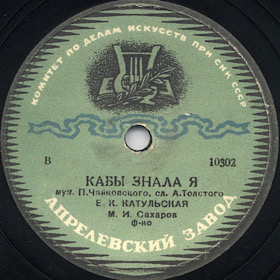 КОМИТЕТ ПО ДЕЛАМ ИСКУССТВ ПРИ СНК СССР
В 10302
КАБЫ ЗНАЛА Я
муз. П. Чайковского, сл. А. Толстого
Е. К. КАТУЛЬСКАЯ
М. И. Сахаров
ф-но
АПРЕЛЕВСКИЙ ЗАВОД